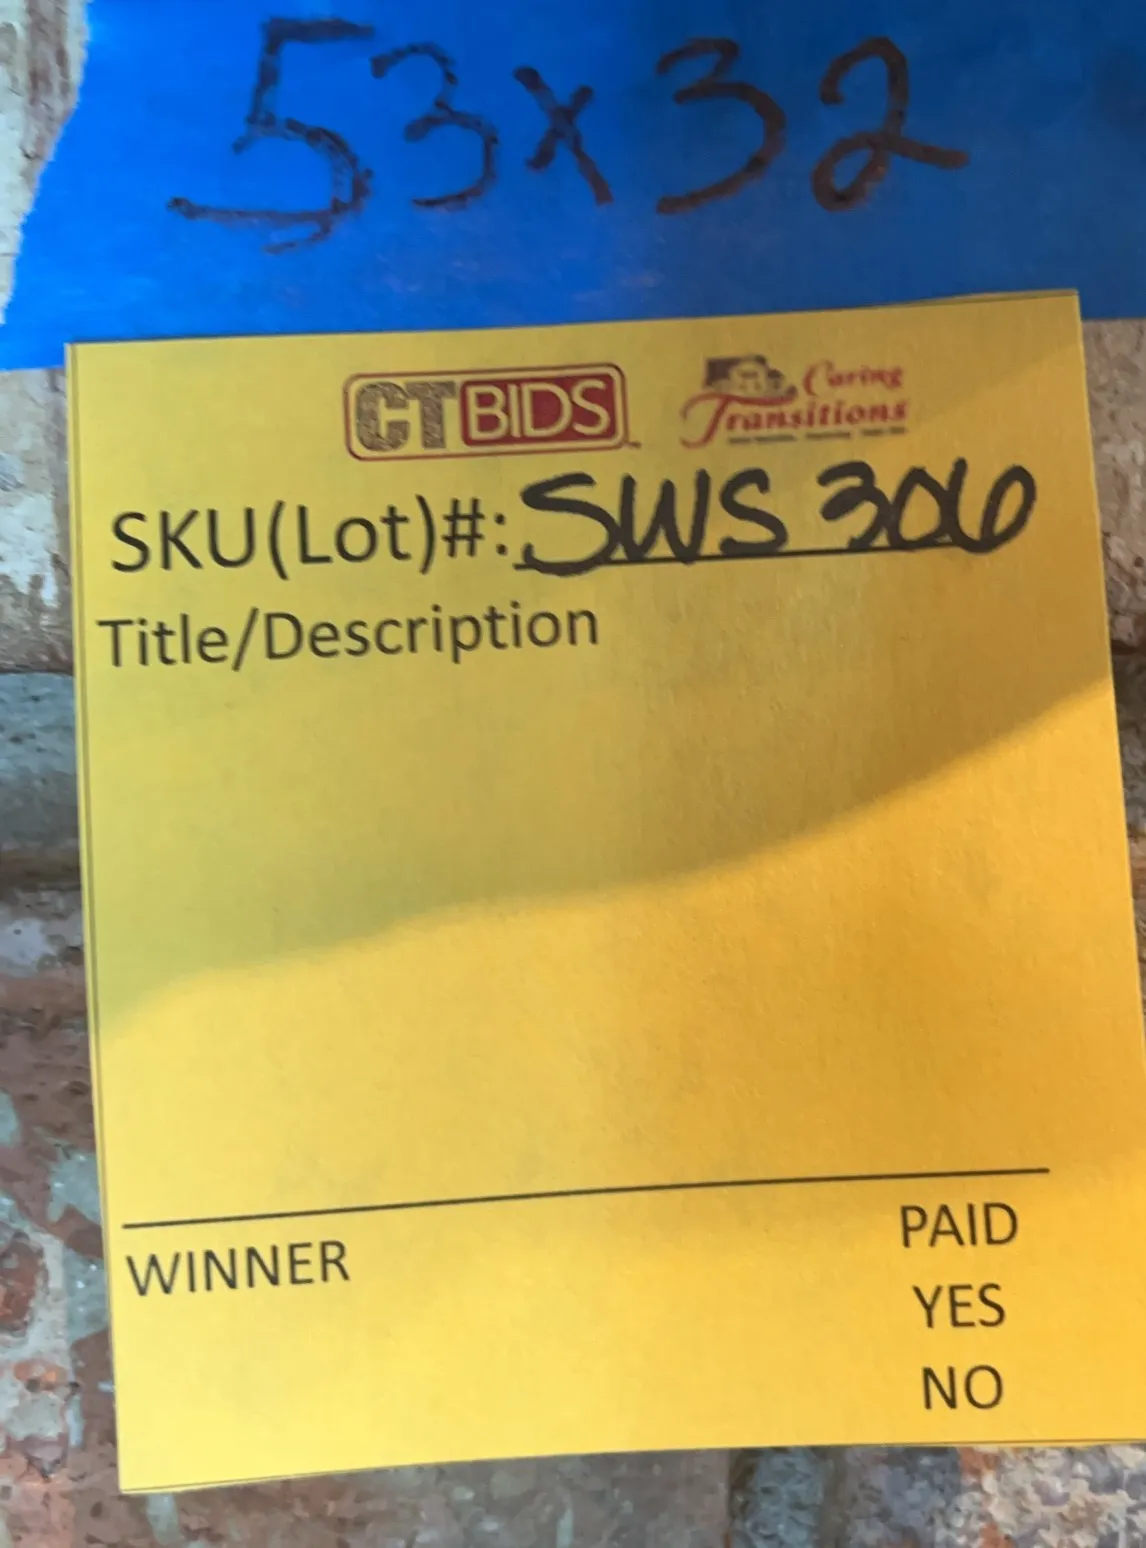 53x32
CTBIDS
Caring
Transitions
SKU(Lot)#: SWS 306
Title/Description
WINNER
PAID
YES
NO